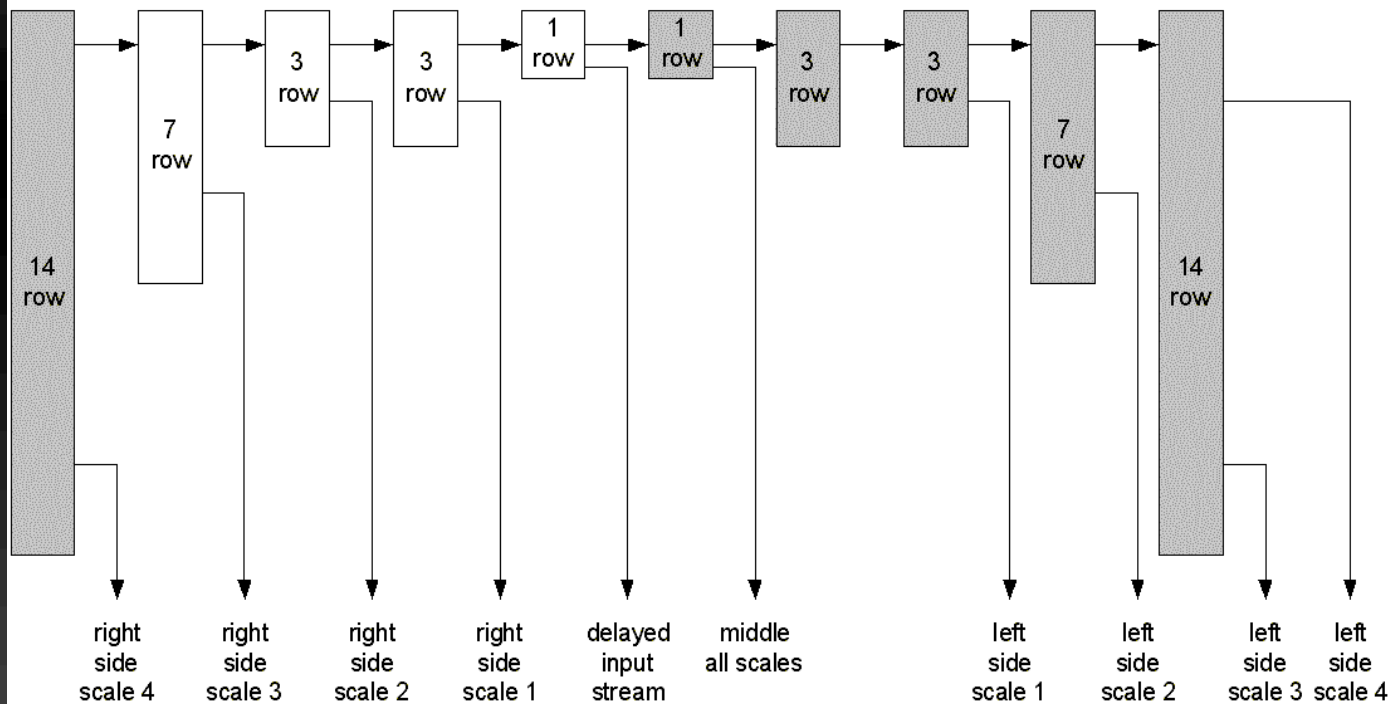 14
row
7
row
3
row
3
row
1
row
1
row
3
row
3
row
7
row
14
row
right
side
scale 4
right
side
scale 3
right
side
scale 2
right
side
scale 1
delayed
input
stream
middle
all scales
left
side
scale 1
left
side
scale 2
left
side
scale 3
left
side
scale 4